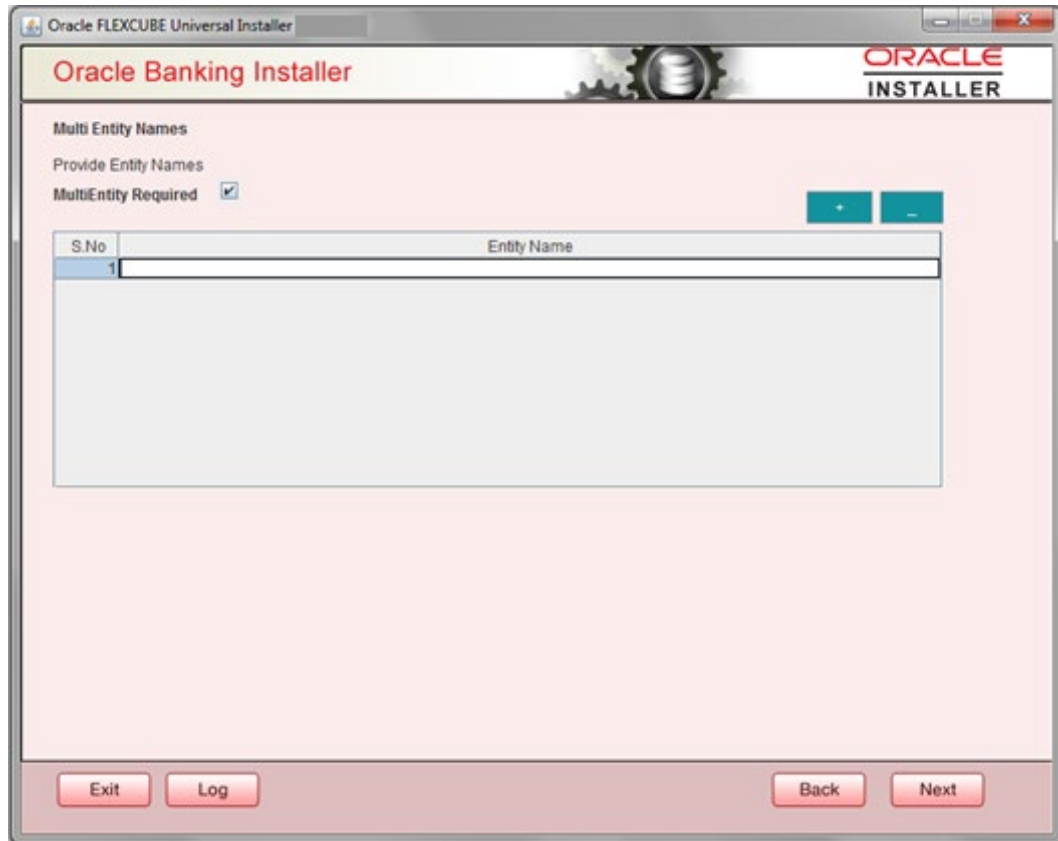 Oracle FLEXCUBE Universal Installer
Oracle Banking Installer
ORACLE
INSTALLER
Multi Entity Names
Provide Entity Names
MultiEntity Required
+ _
S.No Entity Name
1
Exit Log Back Next